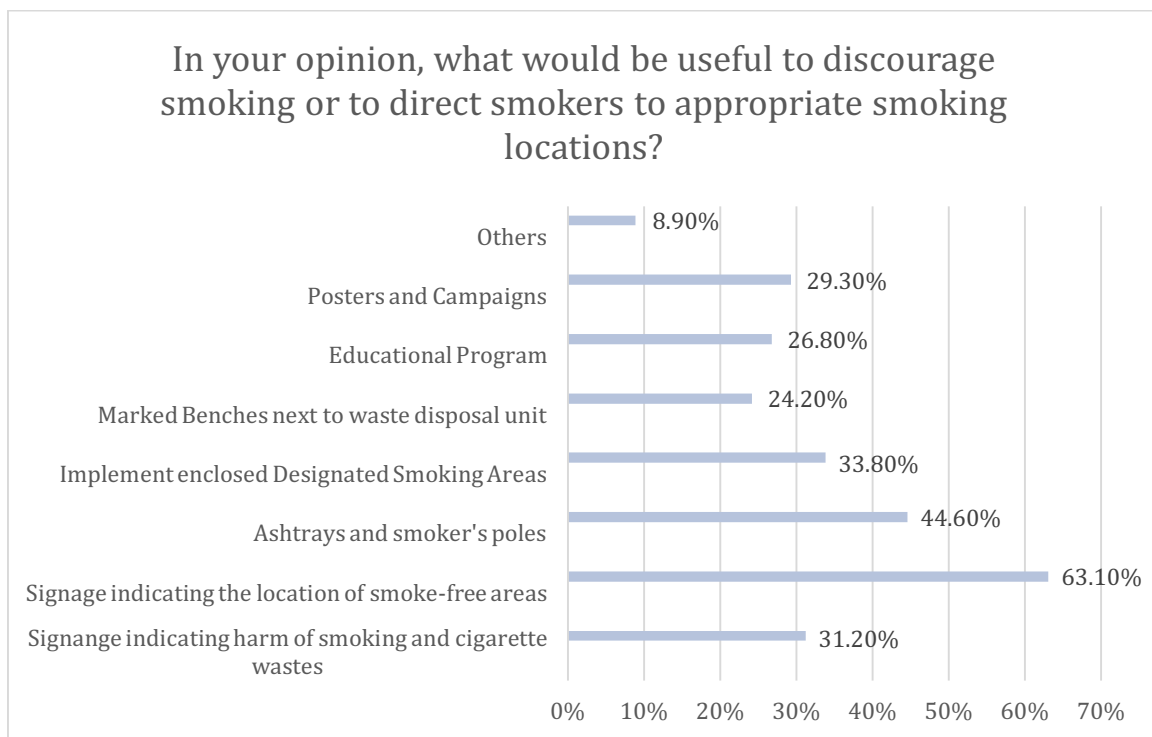 In your opinion, what would be useful to discourage
smoking or to direct smokers to appropriate smoking
locations?
Others
8.90%
Posters and Campaigns
29.30%
Educational Program
26.80%
Marked Benches next to waste disposal unit
24.20%
Implement enclosed Designated Smoking Areas
33.80%
Ashtrays and smoker's poles
44.60%
Signage indicating the location of smoke-free areas
63.10%
Signange indicating harm of smoking and cigarette
wastes
31.20%
0% 10% 20% 30% 40% 50% 60% 70%